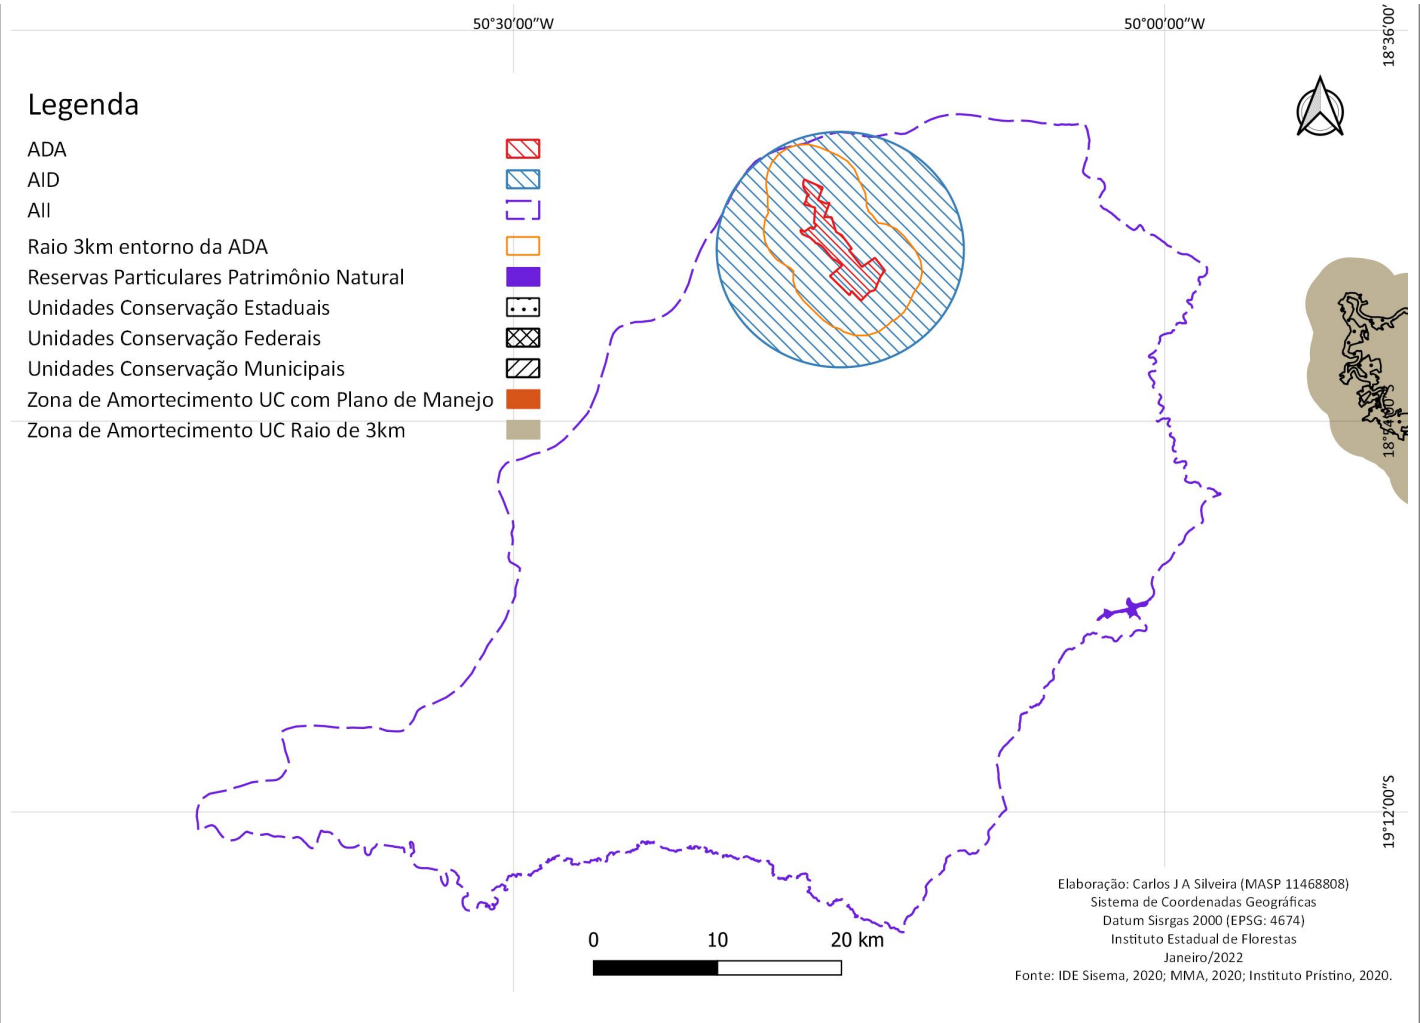 50°30'00"W
50°00'00"W
18°36'00'
Legenda
ADA
AID
AII
Raio 3km entorno da ADA
Reservas Particulares Patrimônio Natural
Unidades Conservação Estaduais
Unidades Conservação Federais
Unidades Conservação Municipais
Zona de Amortecimento UC com Plano de Manejo
Zona de Amortecimento UC Raio de 3km
19°12'00"S
0 10 20 km
Elaboração: Carlos J A Silveira (MASP 11468808)
Sistema de Coordenadas Geográficas
Datum Sisrgas 2000 (EPSG: 4674)
Instituto Estadual de Florestas
Janeiro/2022
Fonte: IDE Sisema, 2020; MMA, 2020; Instituto Prístino, 2020.